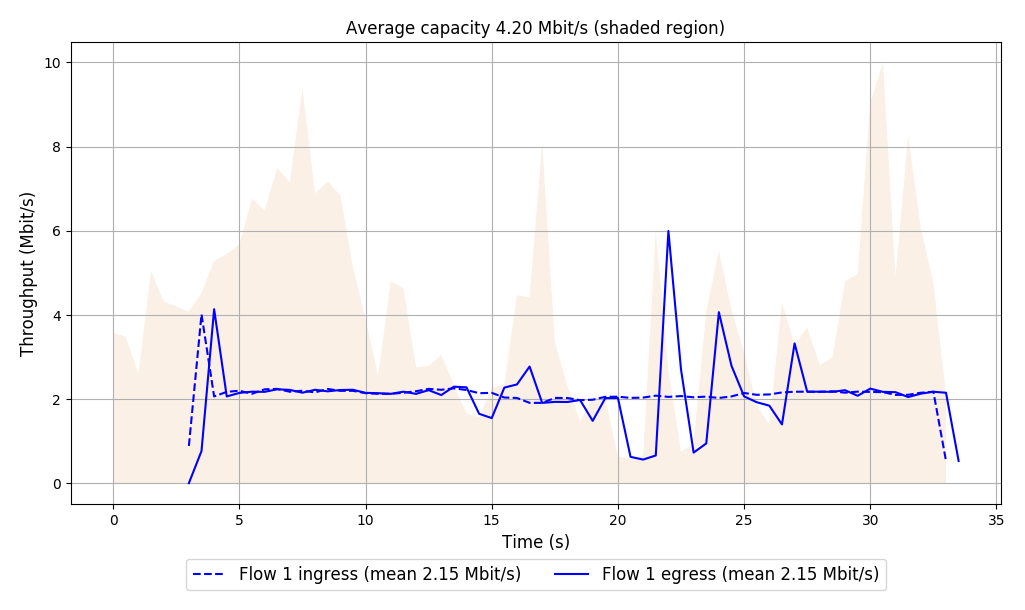 Average capacity 4.20 Mbit/s (shaded region)
10
8
6
4
2
0
Throughput (Mbit/s)
0 5 10 15 20 25 30 35
Time (s)
Flow 1 ingress (mean 2.15 Mbit/s) Flow 1 egress (mean 2.15 Mbit/s)